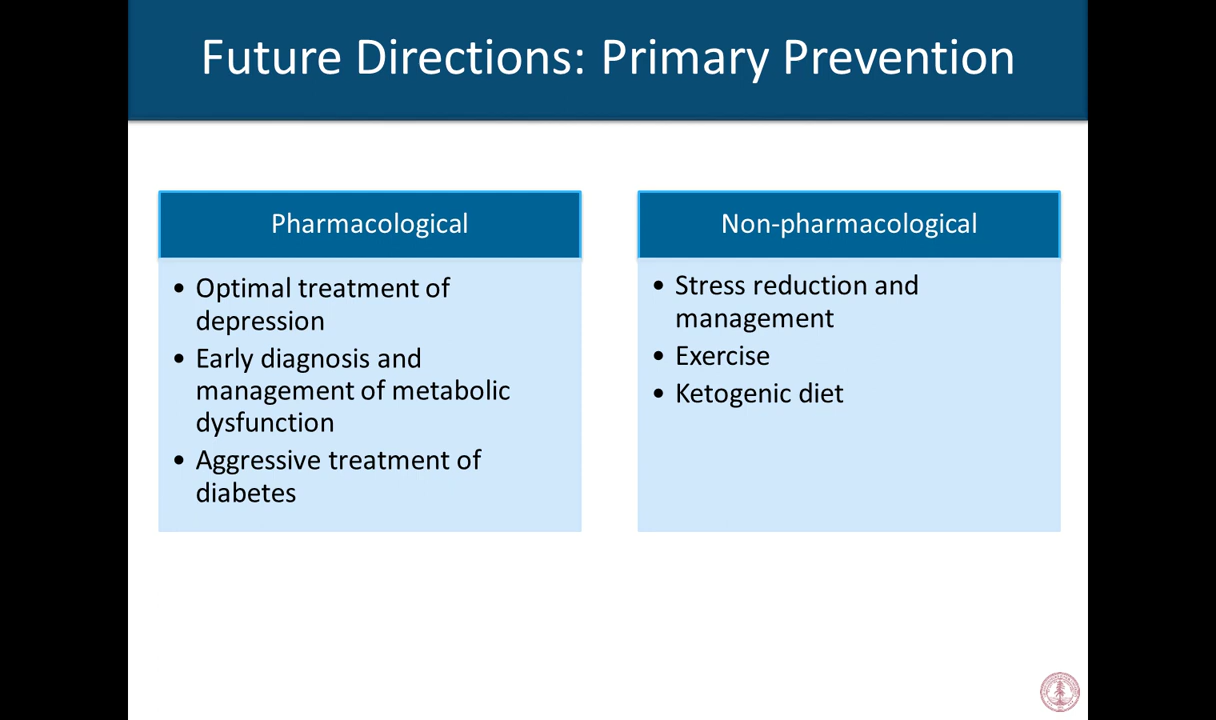 Future Directions: Primary Prevention
Pharmacological
• Optimal treatment of
depression
• Early diagnosis and
management of metabolic
dysfunction
• Aggressive treatment of
diabetes
Non-pharmacological
• Stress reduction and
management
• Exercise
• Ketogenic diet